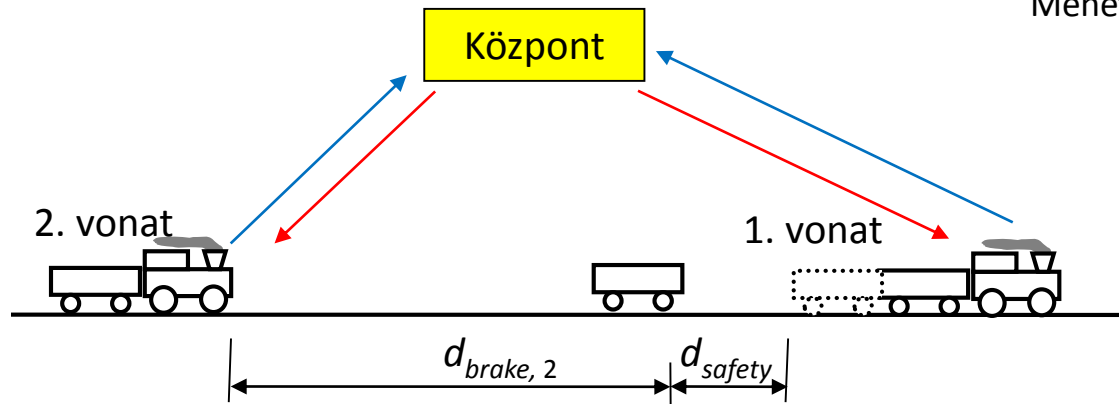 Központ
2. vonat
1. vonat
d_brake, 2
d_safety